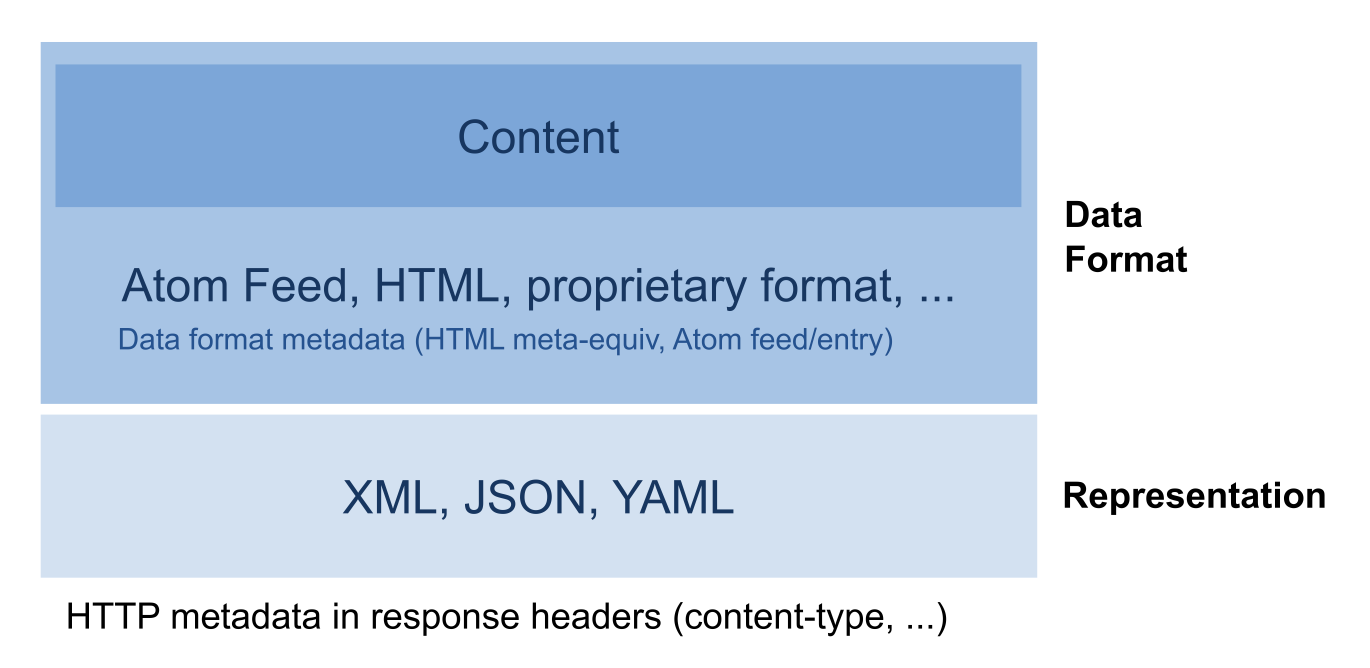 Content
Data
Format
Atom Feed, HTML, proprietary format, ...
Data format metadata (HTML meta-equiv, Atom feed/entry)
XML, JSON, YAML
Representation
HTTP metadata in response headers (content-type, ...)